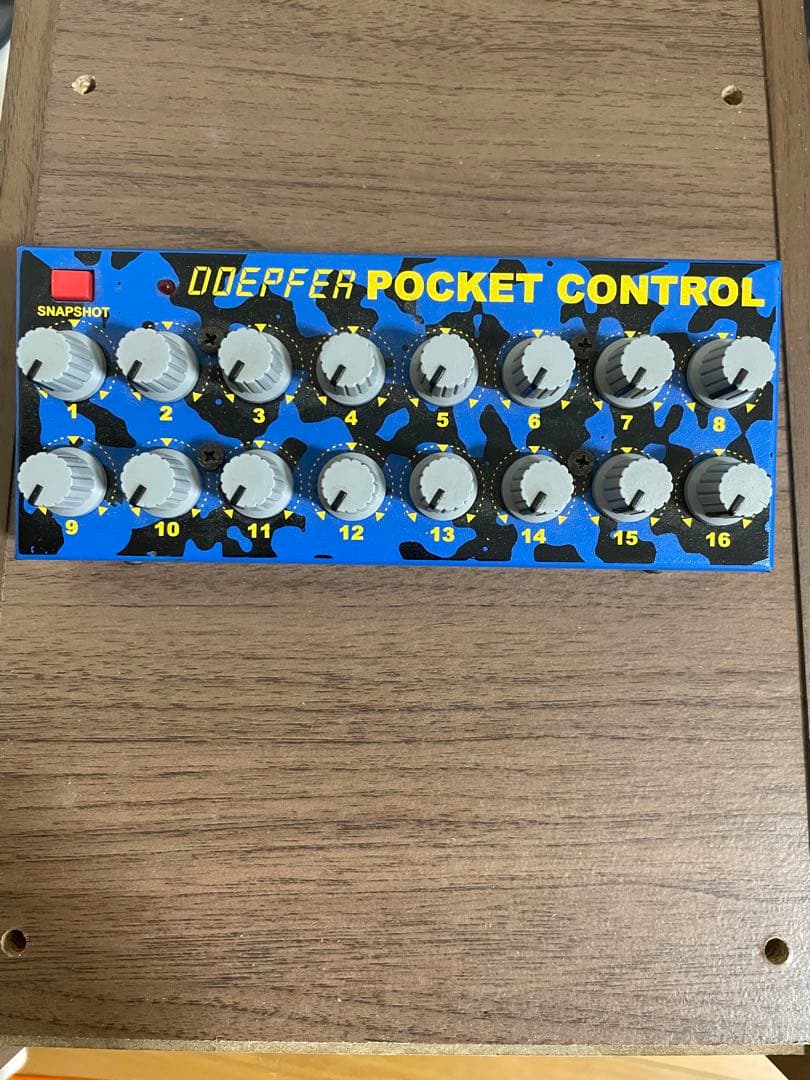 DOEPFER POCKET CONTROL
SNAPSHOT
1 2 3 4 5 6 7 8
9 10 11 12 13 14 15 16